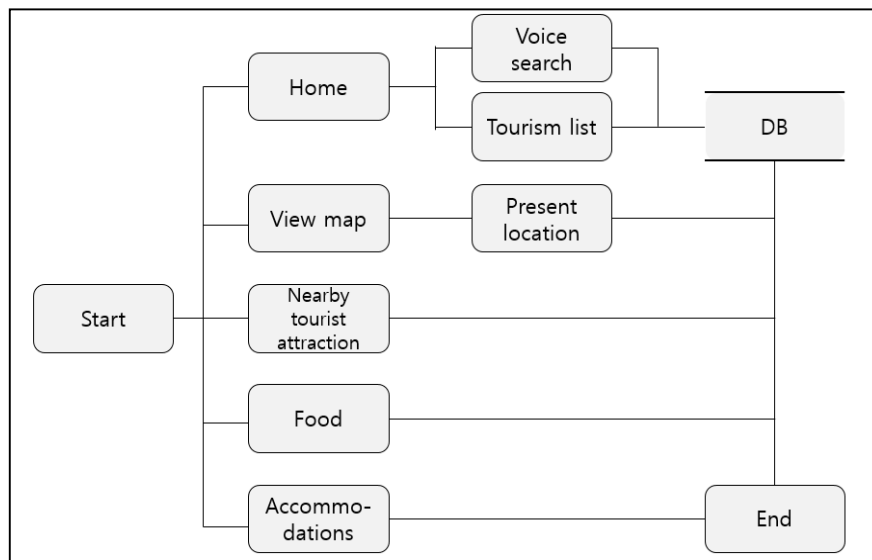 Home
Voice
search
Tourism list
DB
View map
Present
location
Start
Nearby
tourist
attraction
Food
Accommo-
dations
End